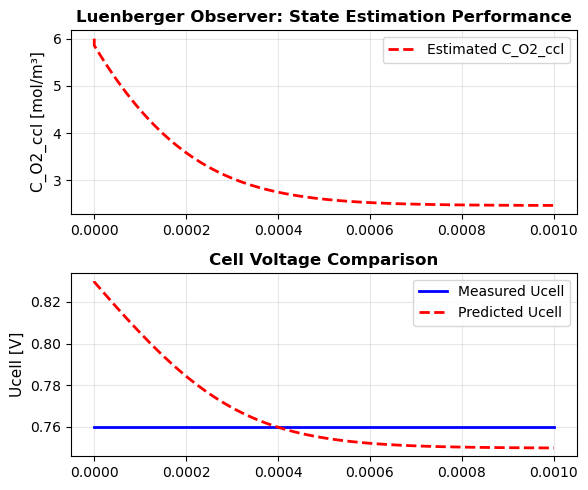 Luenberger Observer: State Estimation Performance
C_O2_ccl [mol/m³]
6
5
4
3
Estimated C_O2_ccl
0.0000 0.0002 0.0004 0.0006 0.0008 0.0010
Cell Voltage Comparison
Ucell [V]
0.82
0.80
0.78
0.76
Measured Ucell
Predicted Ucell
0.0000 0.0002 0.0004 0.0006 0.0008 0.0010